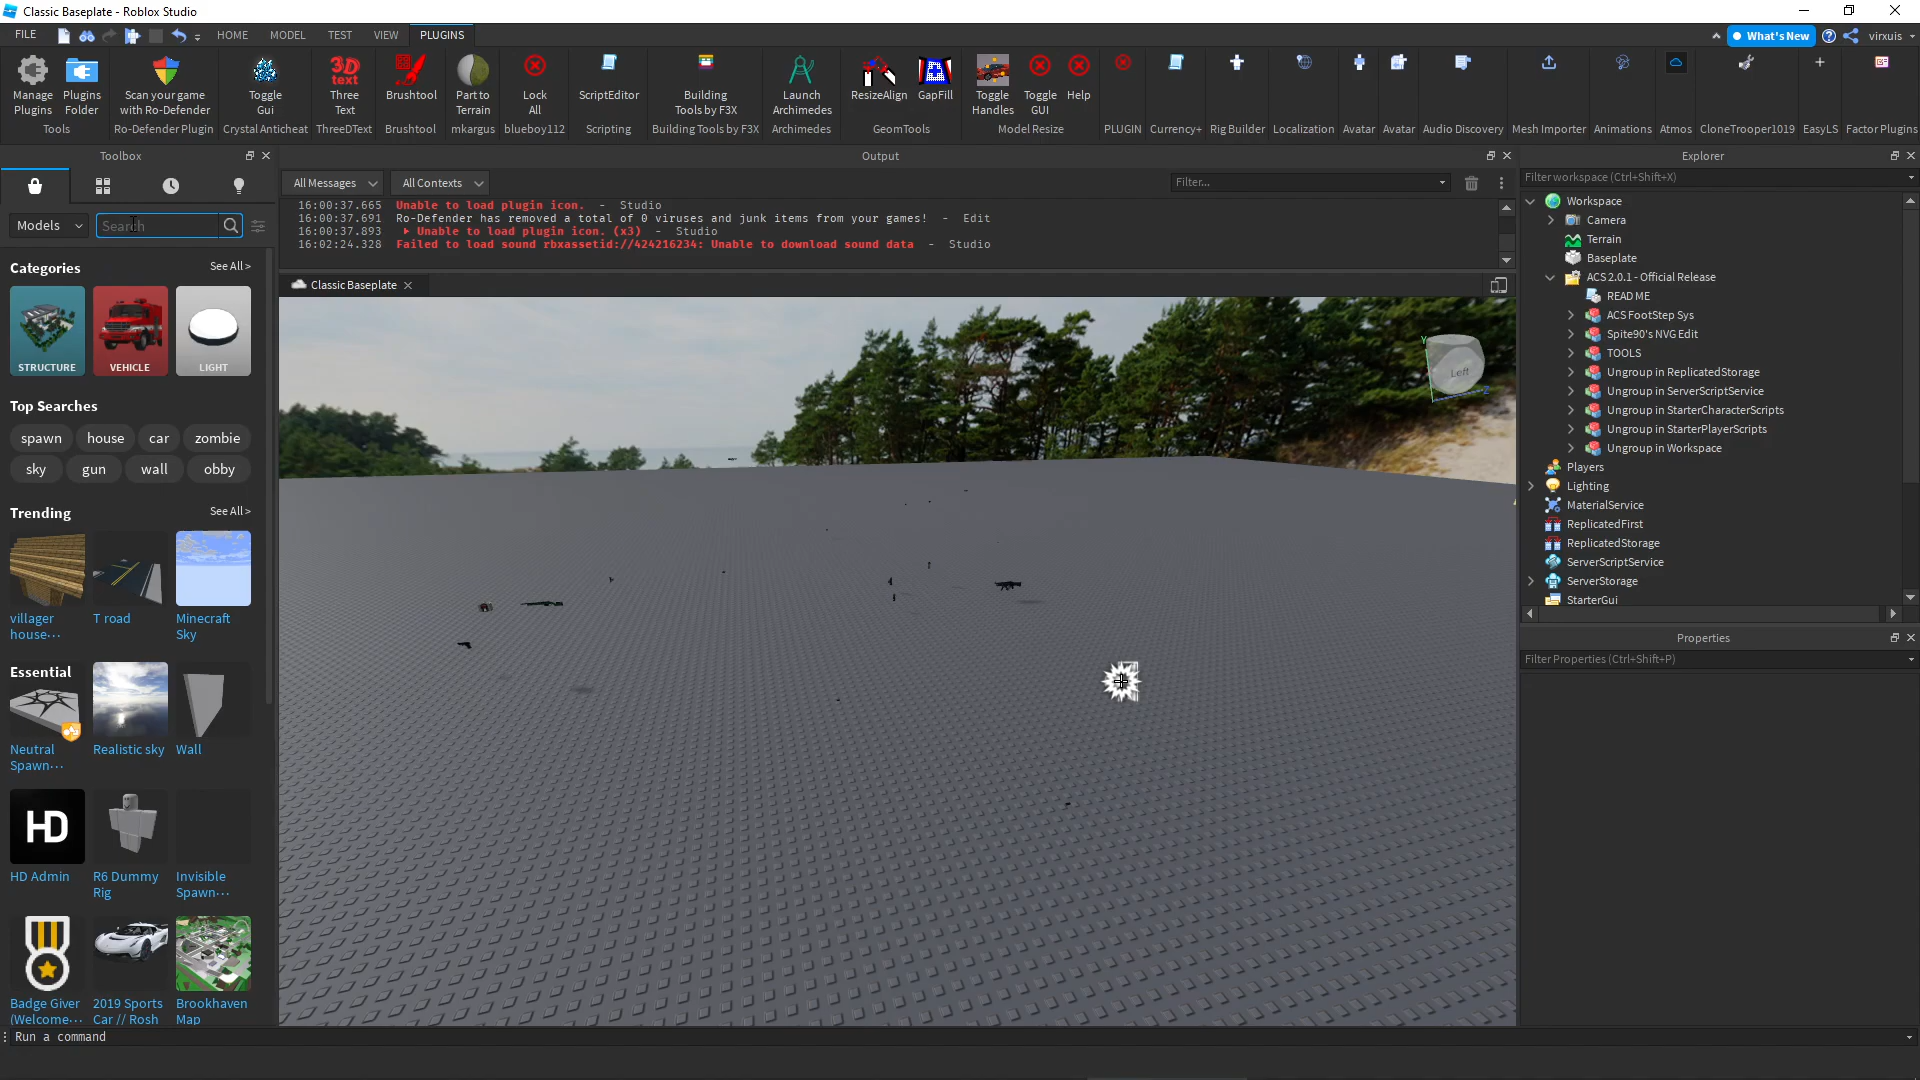 Classic Baseplate - Roblox Studio
FILE HOME MODEL TEST VIEW PLUGINS What's New virxuis
Manage Plugins
Plugins Folder
Tools
Scan your game with Ro-Defender
Ro-Defender Plugin
Toggle Gui
Crystal Anticheat
3D text
Three Text
ThreeDText
Brushtool
Brushtool
Part to Terrain
mkargus
Lock All
blueboy112
ScriptEditor
Scripting
Building Tools by F3X
Building Tools by F3X
Launch Archimedes
Archimedes
ResizeAlign GapFill
GeomTools
Toggle Handles
Toggle GUI
Help
Model Resize
PLUGIN
Currency+
Rig Builder
Localization
Avatar
Avatar
Audio Discovery
Mesh Importer
Animations
Atmos
CloneTrooper1019
EasyLS
Factor Plugins
Toolbox
Models
Search
Categories See All >
STRUCTURE VEHICLE LIGHT
Top Searches
spawn house car zombie
sky gun wall obby
Trending See All >
villager house...
T road
Minecraft Sky
Essential
Neutral Spawn...
Realistic sky
Wall
HD
HD Admin
R6 Dummy Rig
Invisible Spawn...
Badge Giver (Welcome...
2019 Sports Car // Rosh
Brookhaven Map
Output
All Messages All Contexts Filter...
16:00:37.665 Unable to load plugin icon. - Studio
16:00:37.691 Ro-Defender has removed a total of 0 viruses and junk items from your games! - Edit
16:00:37.893 Unable to load plugin icon. (x3) - Studio
16:02:24.328 Failed to load sound rbxassetid://424216234: Unable to download sound data - Studio
Classic Baseplate
Y
Left
Z
Explorer
Filter workspace (Ctrl+Shift+X)
Workspace
Camera
Terrain
Baseplate
ACS 2.0.1 - Official Release
READ ME
ACS FootStep Sys
Spite90's NVG Edit
TOOLS
Ungroup in ReplicatedStorage
Ungroup in ServerScriptService
Ungroup in StarterCharacterScripts
Ungroup in StarterPlayerScripts
Ungroup in Workspace
Players
Lighting
MaterialService
ReplicatedFirst
ReplicatedStorage
ServerScriptService
ServerStorage
StarterGui
Properties
Filter Properties (Ctrl+Shift+P)
Run a command